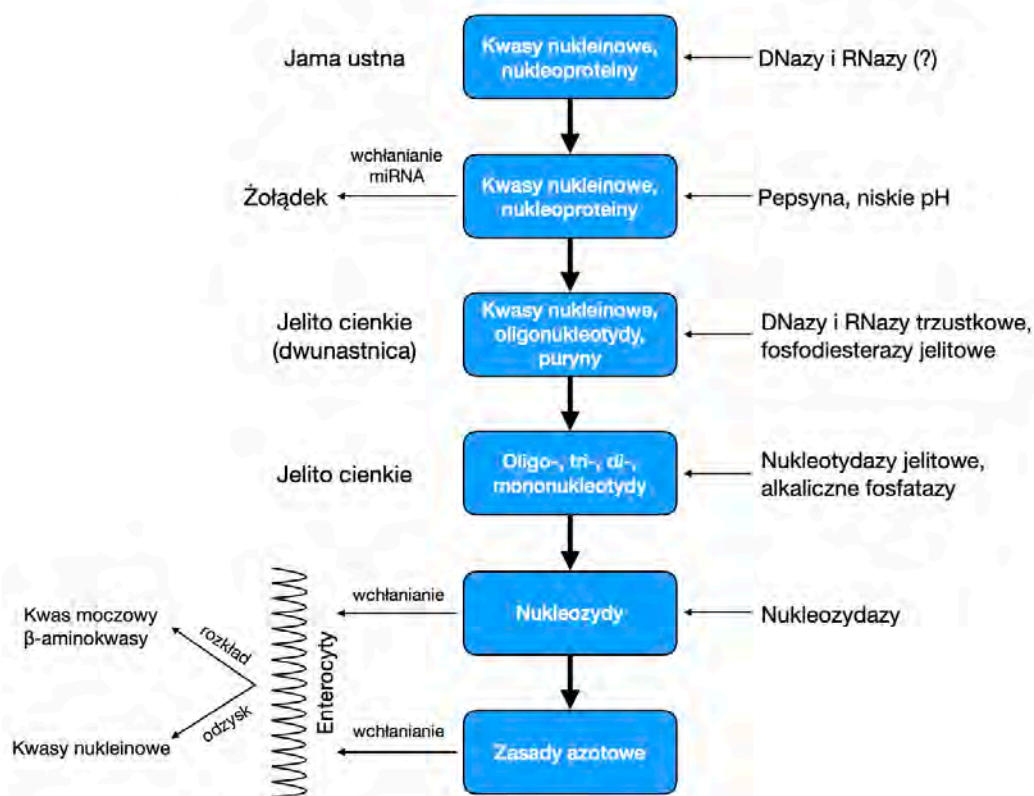 Jama ustna
Kwasy nukleinowe,
nukleoproteiny
DNazy i RNazy (?)
wchłanianie
miRNA
Żołądek
Kwasy nukleinowe,
nukleoproteiny
Pepsyna, niskie pH
Jelito cienkie
(dwunastnica)
Kwasy nukleinowe,
oligonukleotydy,
puryny
DNazy i RNazy trzustkowe,
fosfodiesterazy jelitowe
Jelito cienkie
Oligo-, tri-, di-,
mononukleotydy
Nukleotydazy jelitowe,
alkaliczne fosfatazy
Kwas moczowy
β-aminokwasy
rozkład
odzysk
Kwasy nukleinowe
Enterocyty
wchłanianie
Nukleozydy
Nukleozydazy
wchłanianie
Zasady azotowe